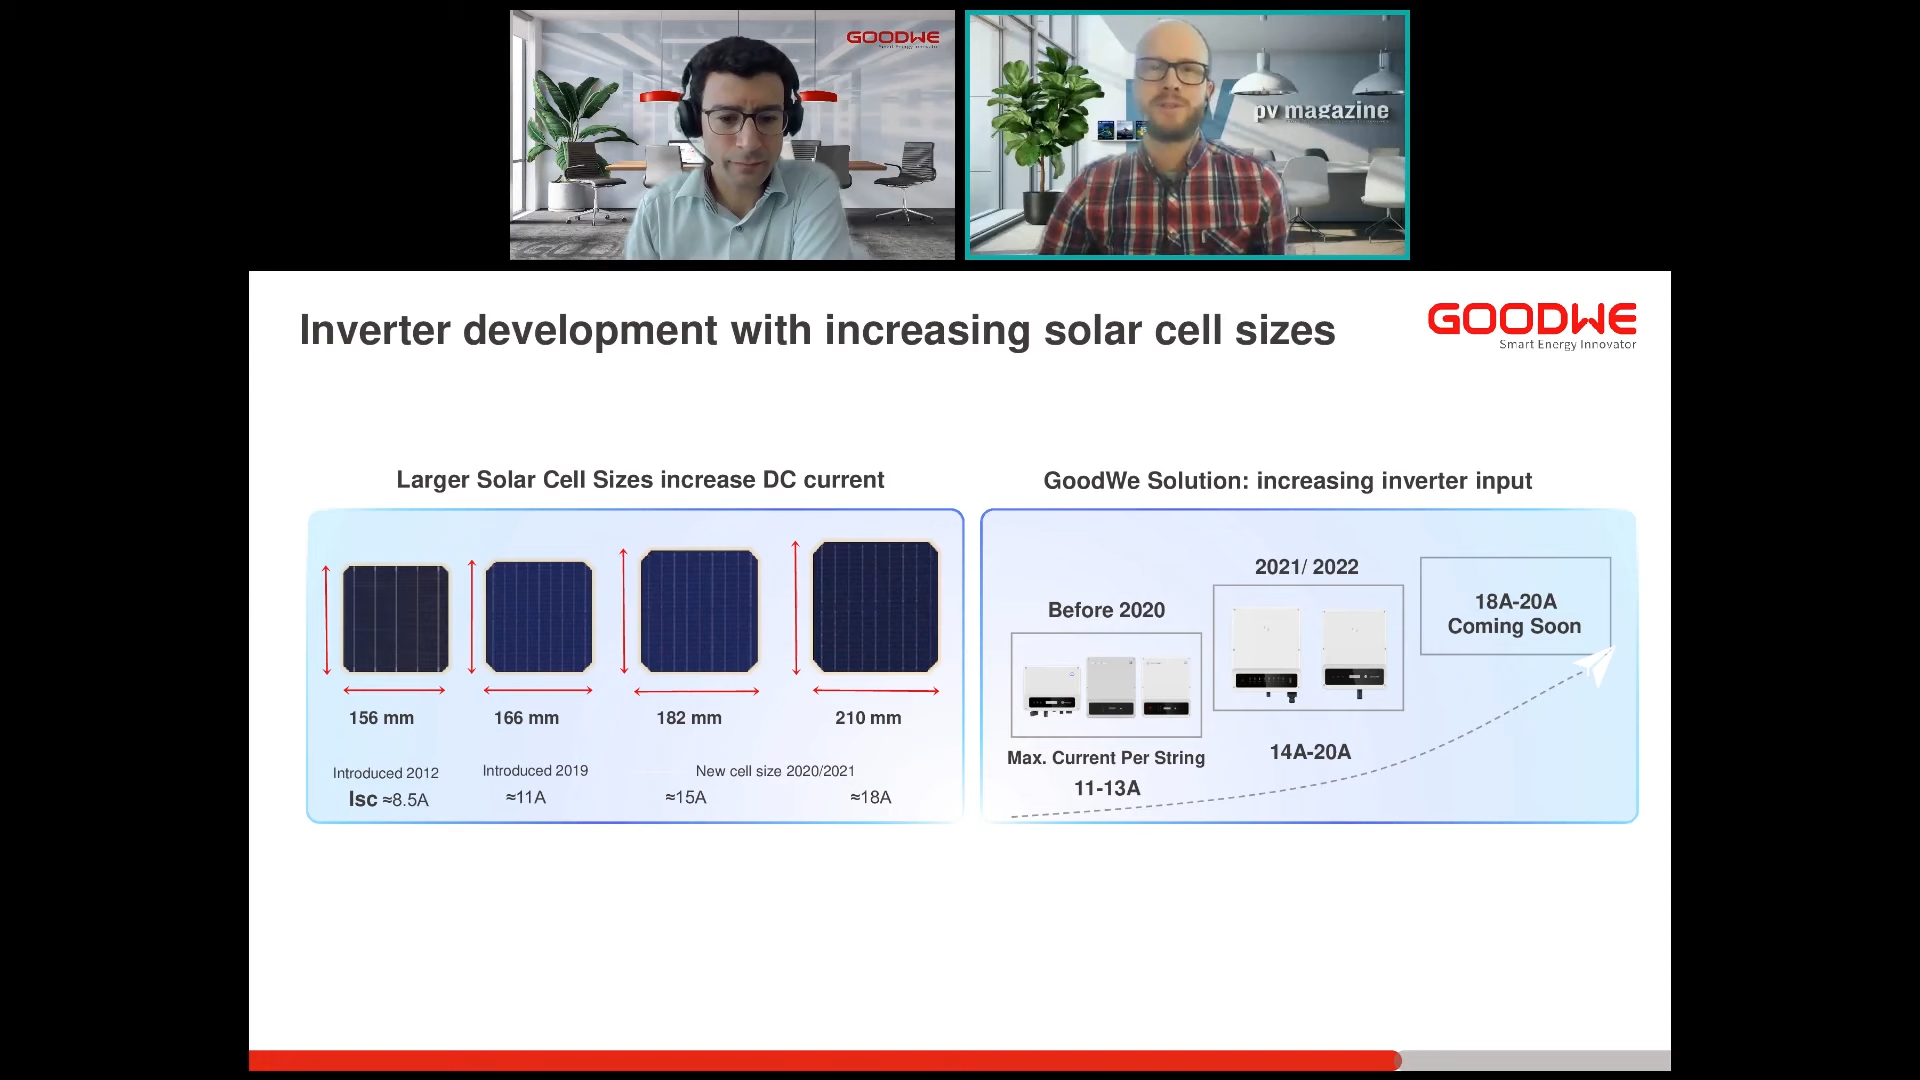 GOODWE
pv magazine
Inverter development with increasing solar cell sizes
GOODWE
Smart Energy Innovator
Larger Solar Cell Sizes increase DC current
156 mm
166 mm
182 mm
210 mm
Introduced 2012
Introduced 2019
New cell size 2020/2021
Isc ≈8.5A
≈11A
≈15A
≈18A
GoodWe Solution: increasing inverter input
Before 2020
Max. Current Per String
11-13A
2021/ 2022
14A-20A
18A-20A
Coming Soon